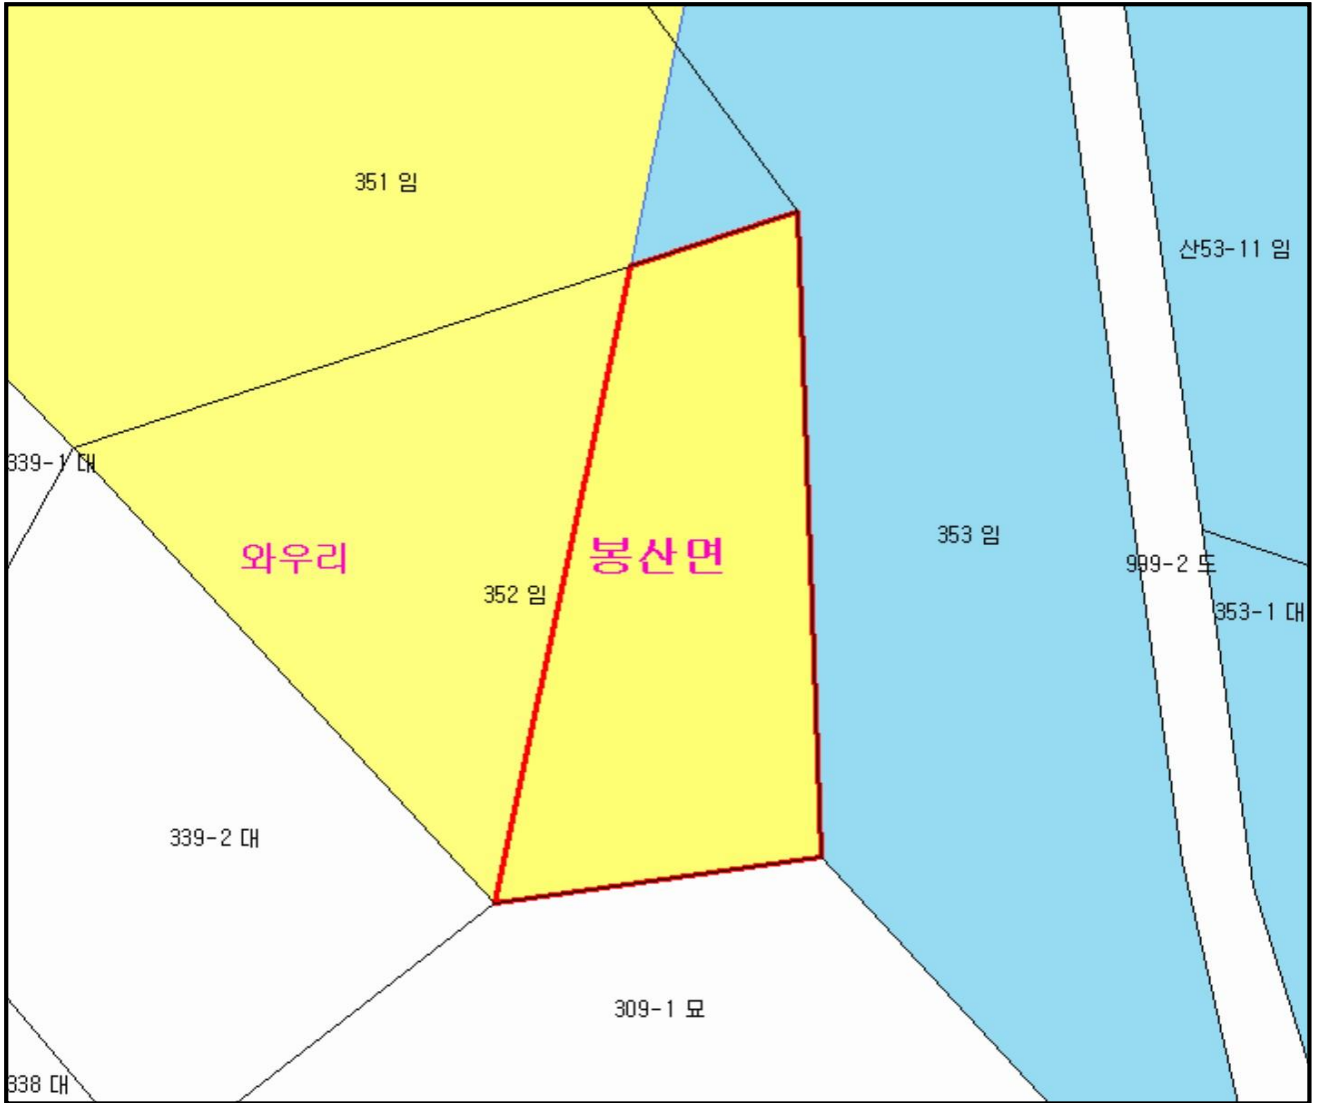 351 임
산53-11 임
339-1 대
353 임
와우리
봉산면
999-2 도
352 임
353-1 대
339-2 대
309-1 묘
338 대